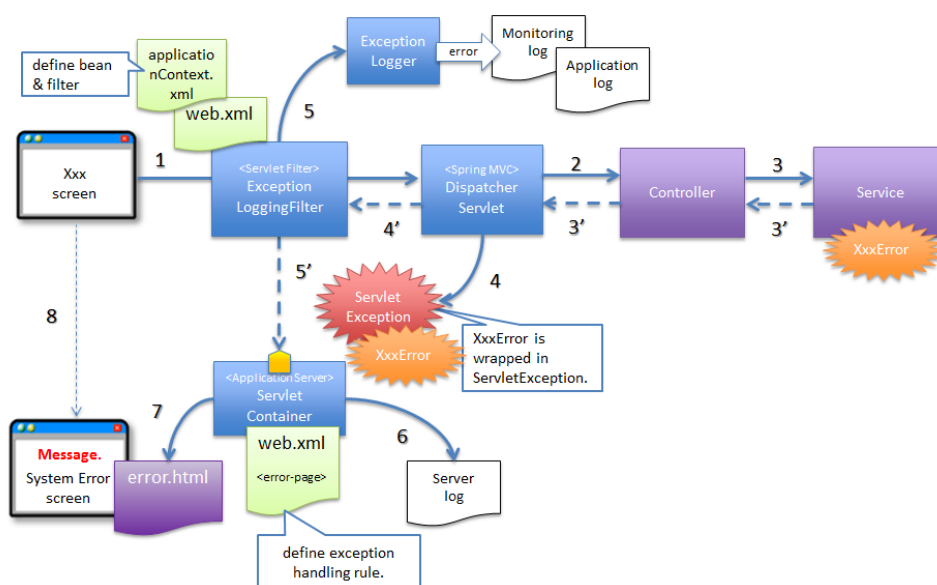 define bean
& filter
applicatio
nContext.
xml
web.xml
Exception
Logger
error
Monitoring
log
Application
log
5
Xxx
screen
1
<Servlet Filter>
Exception
LoggingFilter
<Spring MVC>
Dispatcher
Servlet
2
Controller
3
Service
XxxError
4'
3'
3'
5'
4
Servlet
Exception
XxxError
XxxError is
wrapped in
ServletException.
8
<Application Server>
Servlet
Container
7
6
Message.
System Error
screen
error.html
web.xml
<error-page>
Server
log
define exception
handling rule.